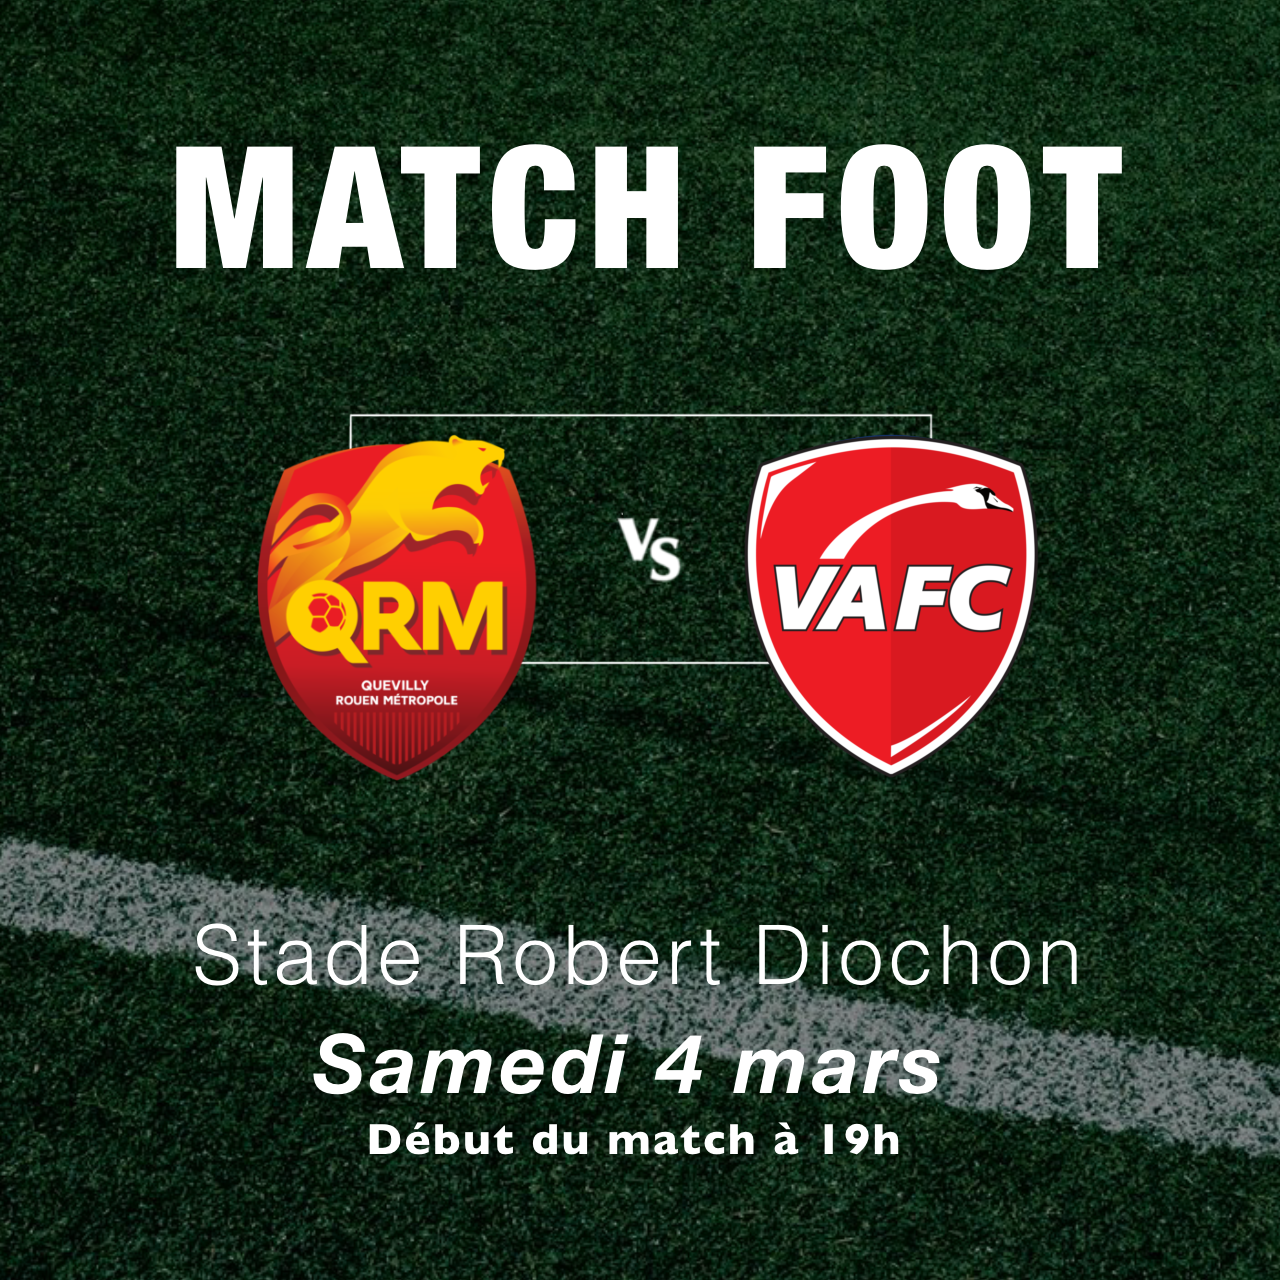 MATCH FOOT
VS
QRM
QUEVILLY
ROUEN MÉTROPOLE
VAFC
Stade Robert Diochon
Samedi 4 mars
Début du match à 19h